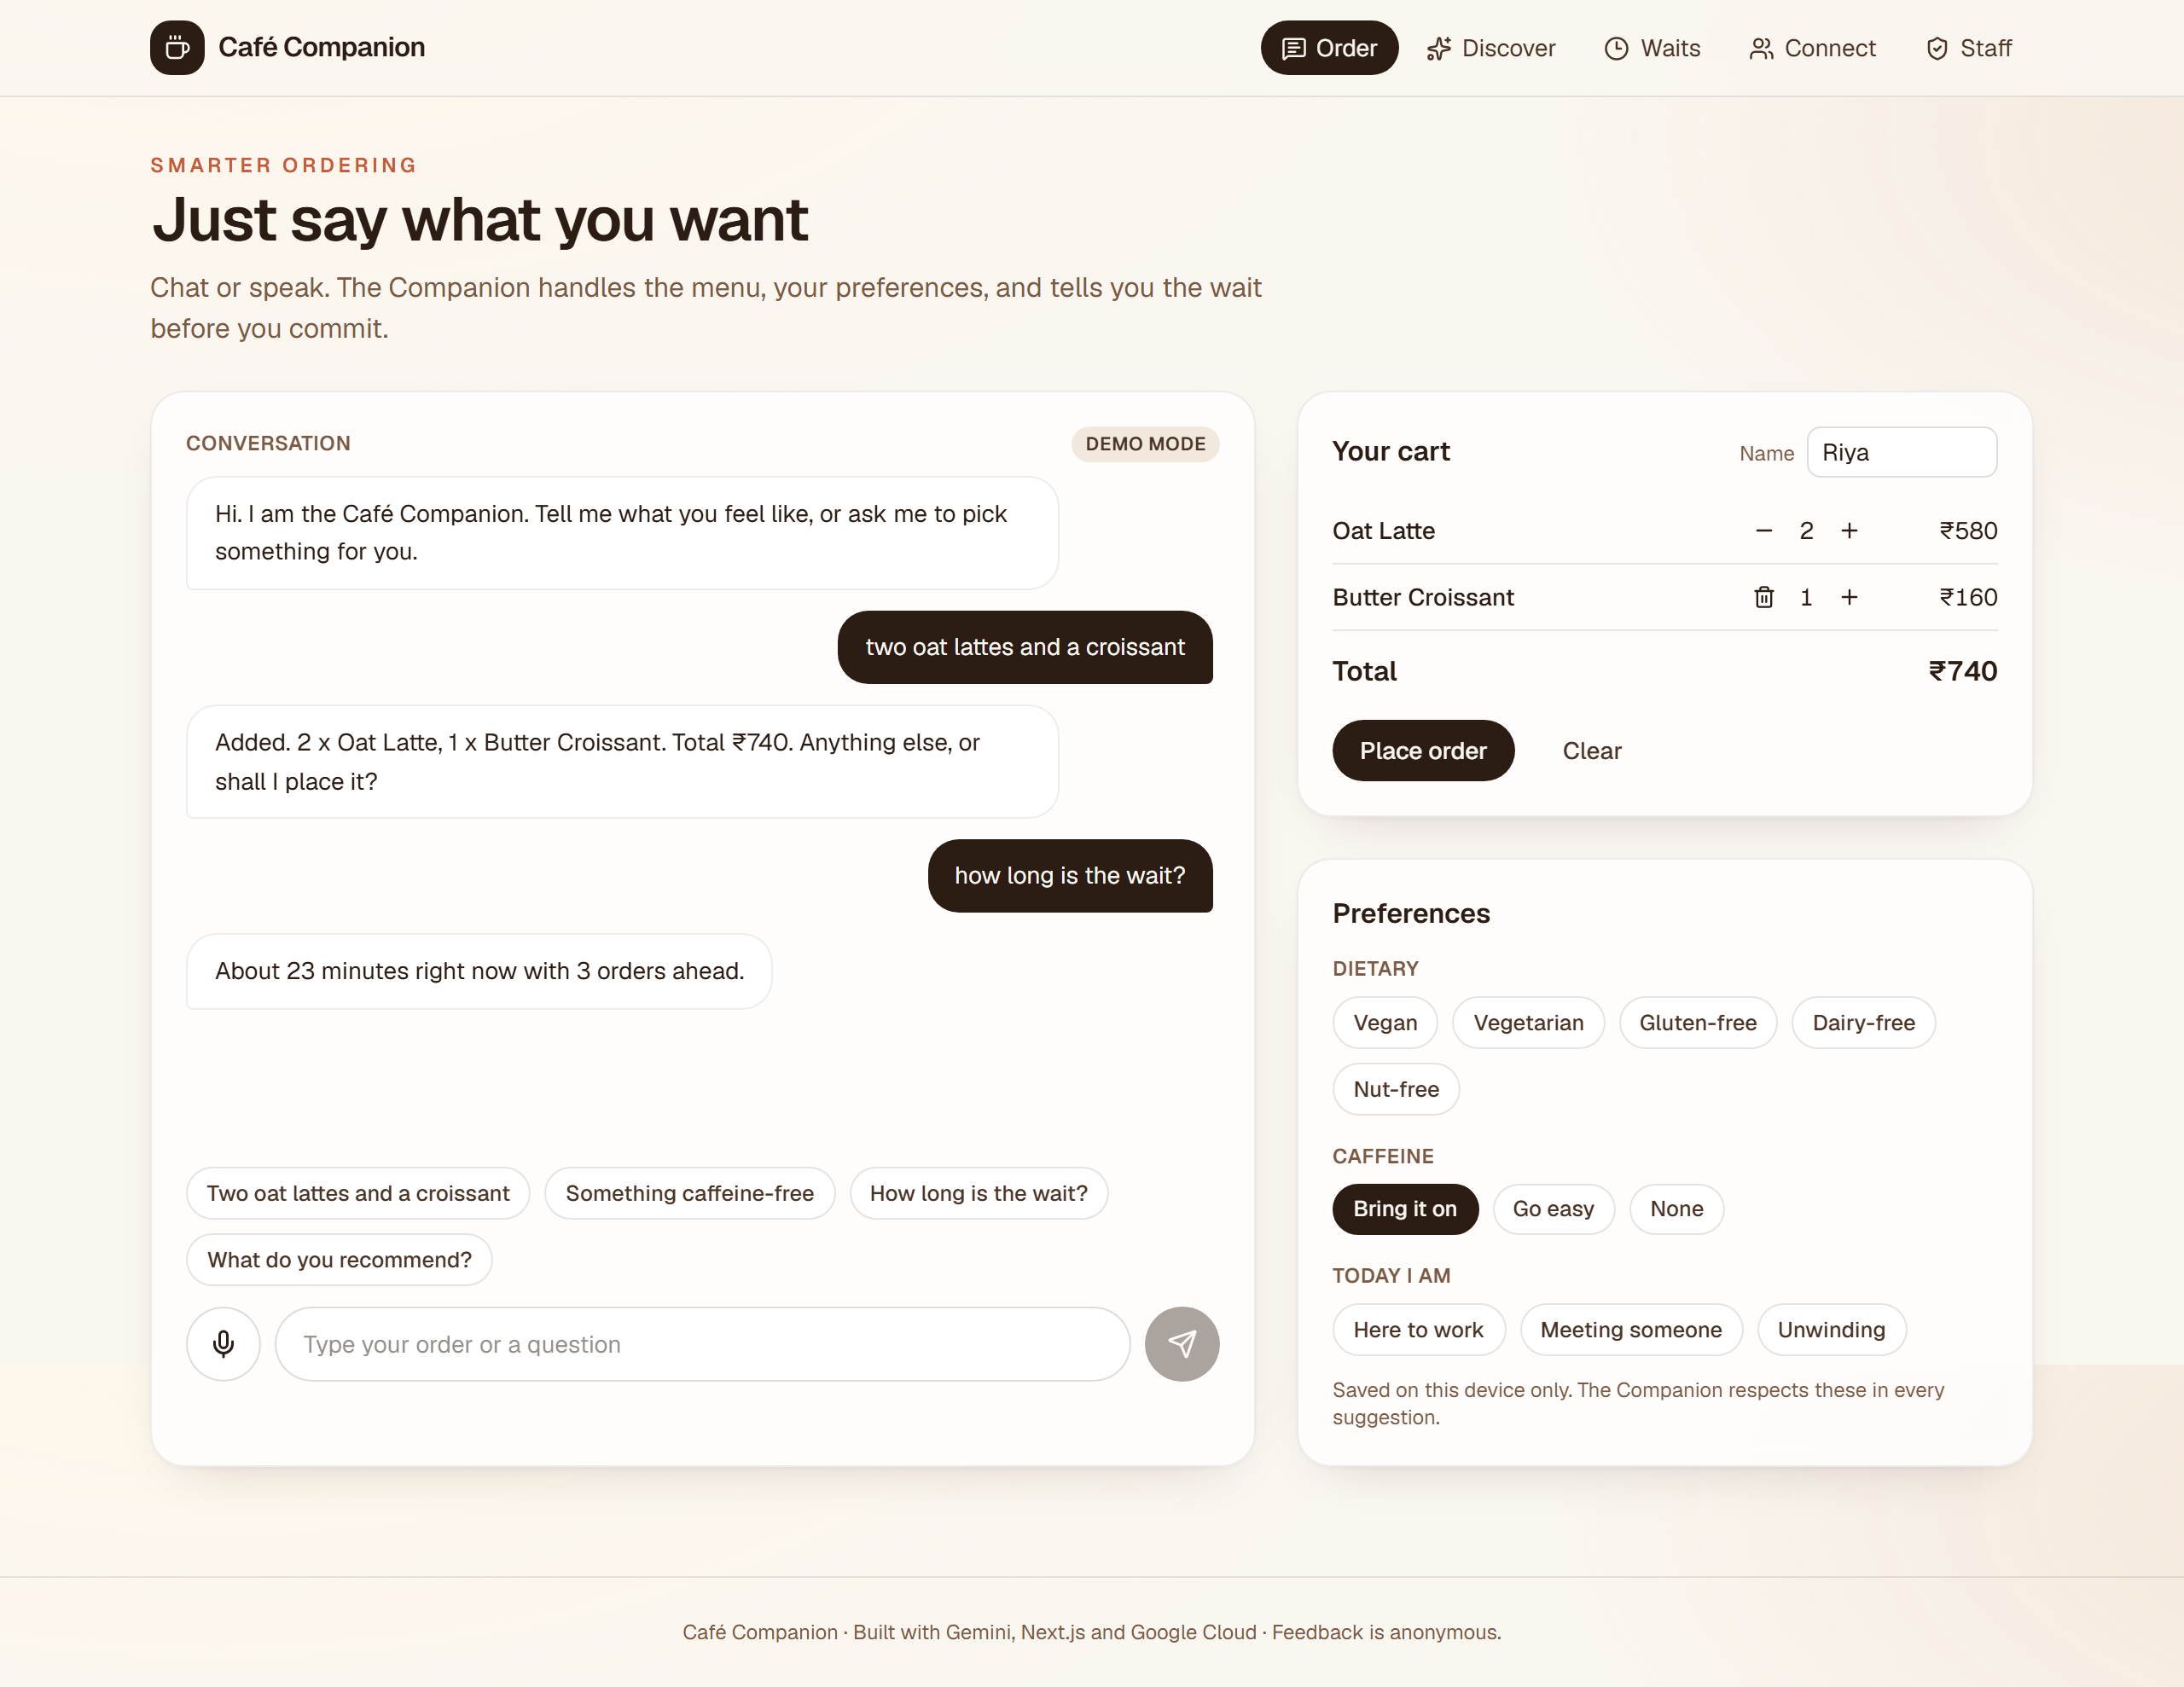 Café Companion
Order
Discover
Waits
Connect
Staff
SMARTER ORDERING
Just say what you want
Chat or speak. The Companion handles the menu, your preferences, and tells you the wait
before you commit.
CONVERSATION
DEMO MODE
Hi. I am the Café Companion. Tell me what you feel like, or ask me to pick
something for you.
two oat lattes and a croissant
Added. 2 x Oat Latte, 1 x Butter Croissant. Total ₹740. Anything else, or
shall I place it?
how long is the wait?
About 23 minutes right now with 3 orders ahead.
Two oat lattes and a croissant
Something caffeine-free
How long is the wait?
What do you recommend?
Type your order or a question
Your cart
Name
Riya
Oat Latte
− 2 +
₹580
Butter Croissant
1 +
₹160
Total
₹740
Place order
Clear
Preferences
DIETARY
Vegan
Vegetarian
Gluten-free
Dairy-free
Nut-free
CAFFEINE
Bring it on
Go easy
None
TODAY I AM
Here to work
Meeting someone
Unwinding
Saved on this device only. The Companion respects these in every
suggestion.
Café Companion · Built with Gemini, Next.js and Google Cloud · Feedback is anonymous.